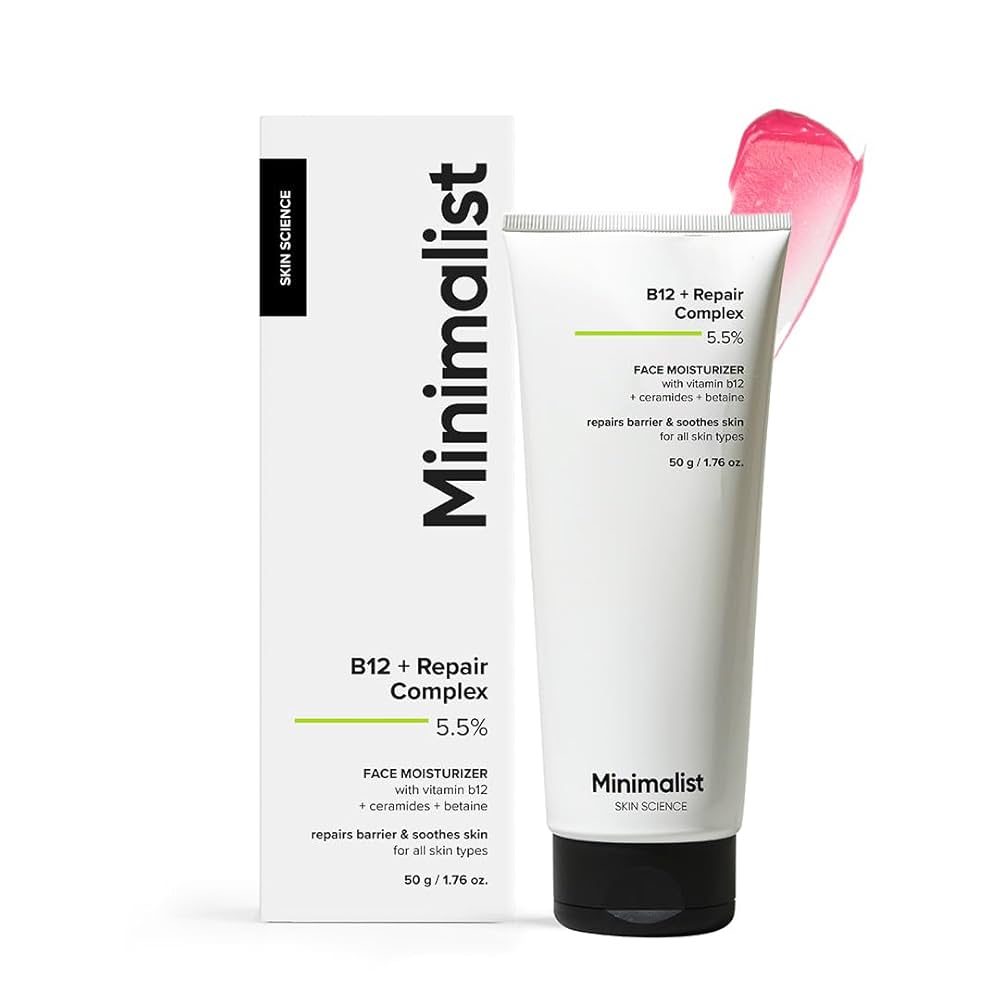 SKIN SCIENCE
Minimalist
B12 + Repair
Complex
5.5%
FACE MOISTURIZER
with vitamin b12
+ ceramides + betaine
repairs barrier & soothes skin
for all skin types
50 g / 1.76 oz.
B12 + Repair
Complex
5.5%
FACE MOISTURIZER
with vitamin b12
+ ceramides + betaine
repairs barrier & soothes skin
for all skin types
50 g / 1.76 oz.
Minimalist
SKIN SCIENCE